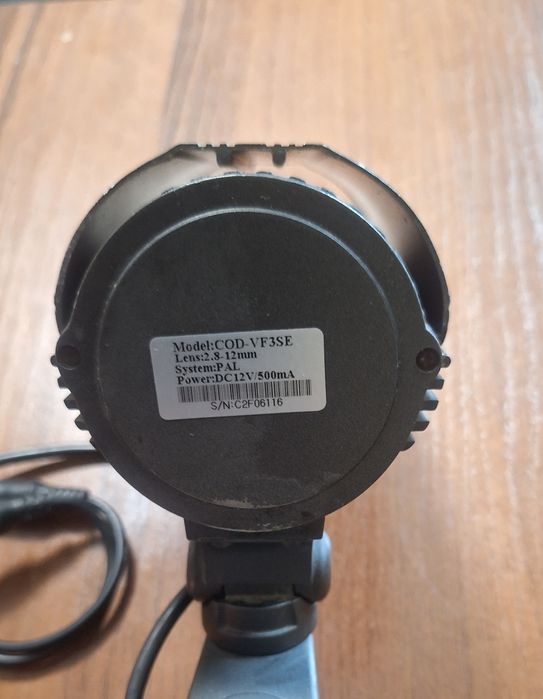 Model:COD-VF3SE
Lens:2.8-12mm
System:PAL
Power:DC12V/500mA
S/N:C2F06116